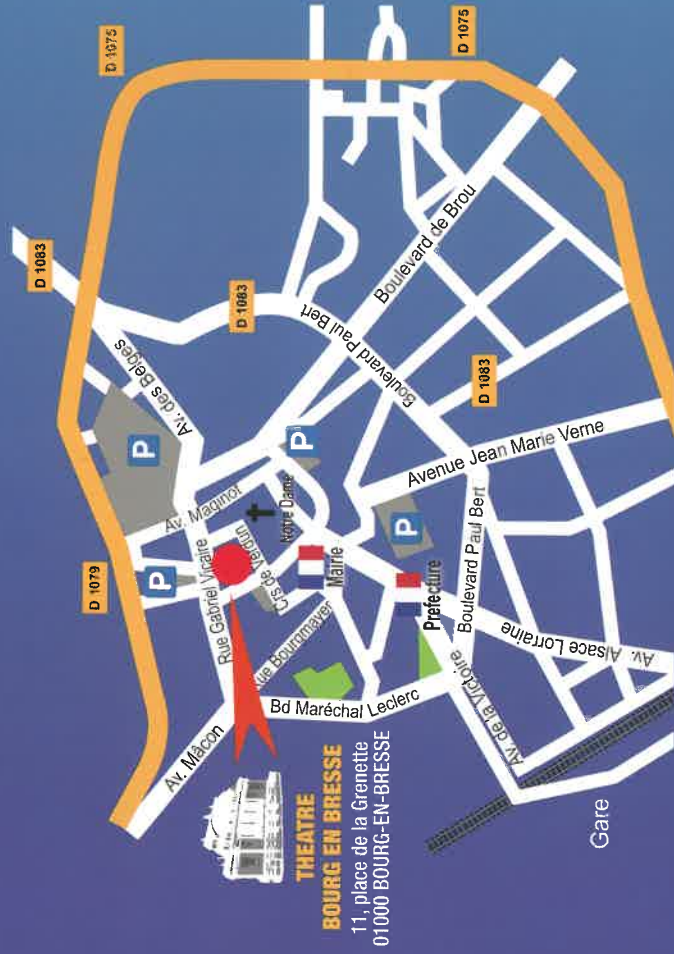 D 1075
D 1075
D 1083
D 1083
D 1083
D 1079
Av. des Belges
P
P
P
P
Av. Maginot
Rue Gabriel Vicaire
Crs de Verdun
Notre Dame
Boulevard de Brou
Boulevard Paul Bert
Avenue Jean Marie Verne
Mairie
Préfecture
Boulevard Paul Bert
Rue Bourgmayer
Av. Mâcon
Bd Maréchal Leclerc
Av. de la Victoire
Av. Alsace Lorraine
Gare
THEATRE
BOURG EN BRESSE
11, place de la Grenette
01000 BOURG-EN-BRESSE